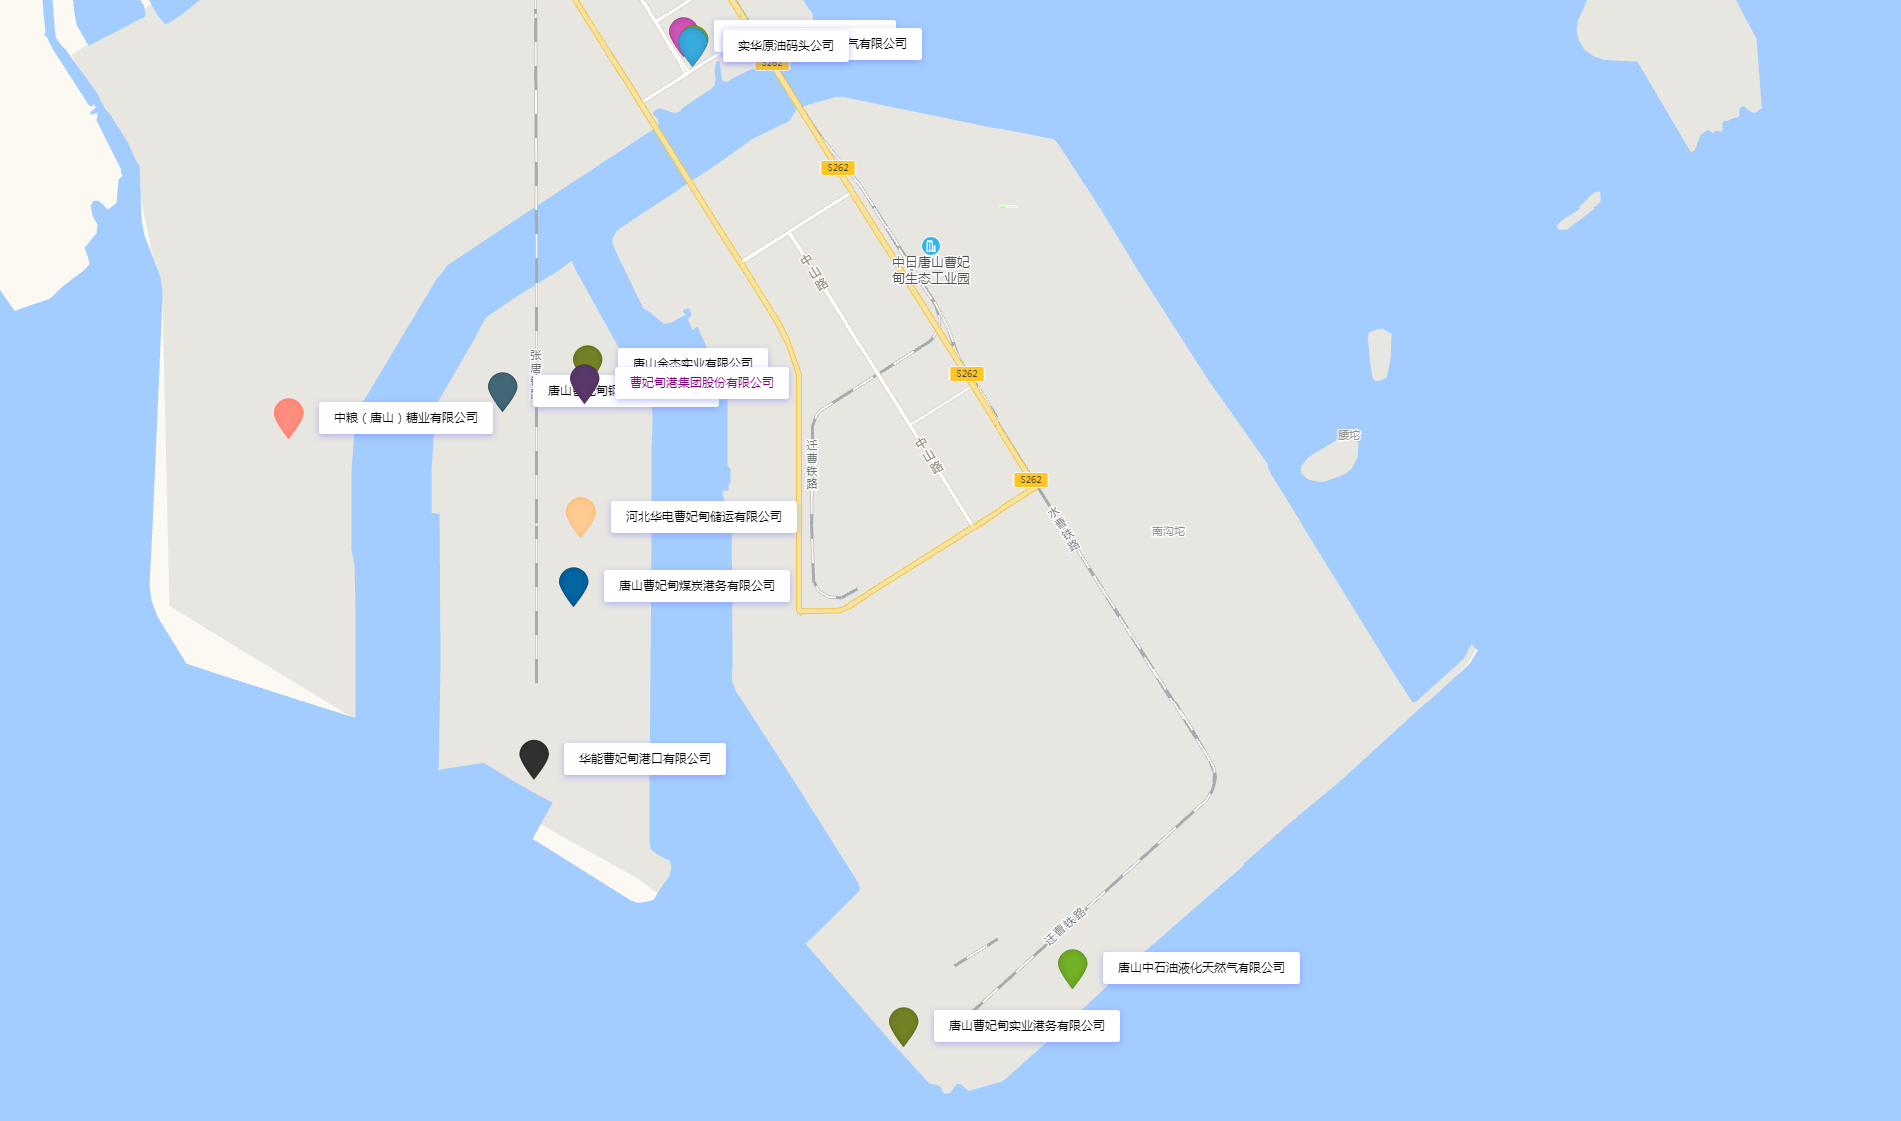 气有限公司
实华原油码头公司
S262
S262
中山路
中日唐山曹妃
甸生态工业园
张唐铁
唐山金杰实业有限公司
曹妃甸港集团股份有限公司
唐山曹妃甸钢
中粮（唐山）糖业有限公司
S262
迁曹铁路
中山路
腰坨
S262
河北华电曹妃甸储运有限公司
水曹铁路
南沟坨
唐山曹妃甸煤炭港务有限公司
华能曹妃甸港口有限公司
迁曹铁路
唐山中石油液化天然气有限公司
唐山曹妃甸实业港务有限公司